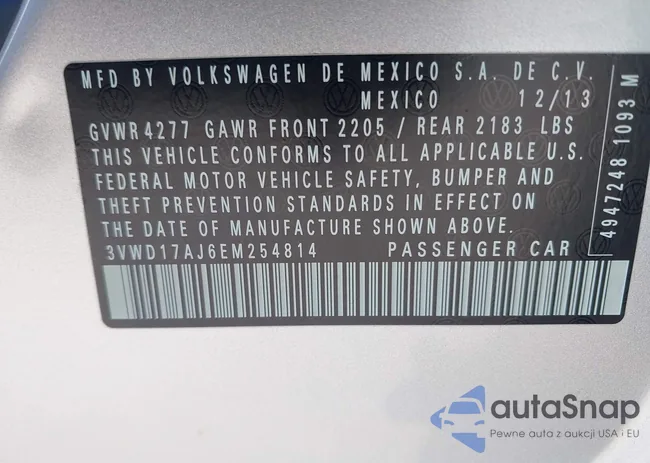 MFD BY VOLKSWAGEN DE MEXICO S.A. DE C.V.
MEXICO 12/13
GVWR 4277 GAWR FRONT 2205 / REAR 2183 LBS
THIS VEHICLE CONFORMS TO ALL APPLICABLE U.S.
FEDERAL MOTOR VEHICLE SAFETY, BUMPER AND
THEFT PREVENTION STANDARDS IN EFFECT ON
THE DATE OF MANUFACTURE SHOWN ABOVE.
3VWD17AJ6EM254814 PASSENGER CAR
4947248 1093 M
autaSnap
Pewne auta z aukcji USA i EU